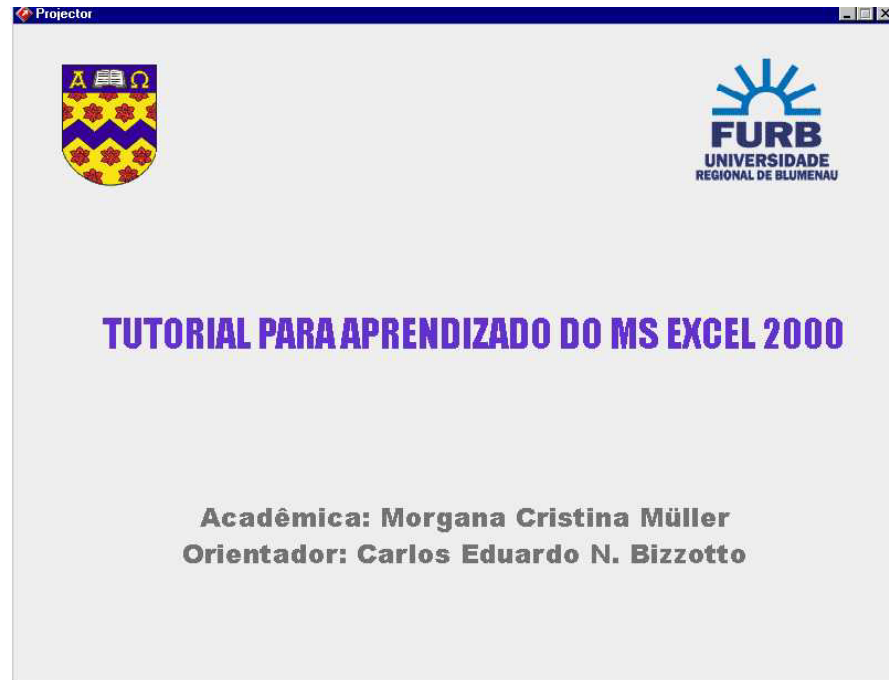 Projector
Α Ω
FURB
UNIVERSIDADE
REGIONAL DE BLUMENAU
TUTORIAL PARA APRENDIZADO DO MS EXCEL 2000
Acadêmica: Morgana Cristina Müller
Orientador: Carlos Eduardo N. Bizzotto